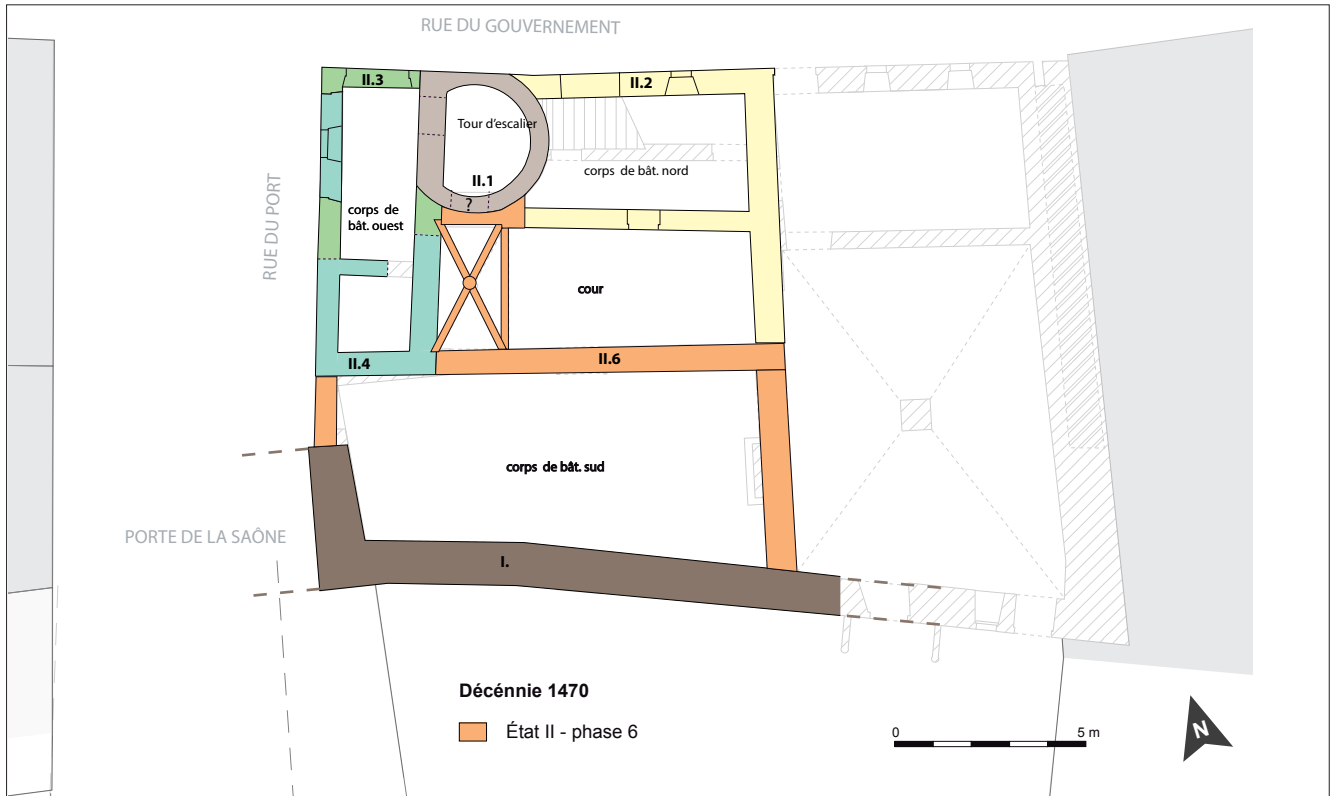 RUE DU GOUVERNEMENT
II.3
II.2
Tour d'escalier
corps de bât. nord
II.1
?
corps de
bât. ouest
RUE DU PORT
cour
II.6
II.4
corps de bât. sud
PORTE DE LA SAÔNE
I.
Décénnie 1470
État II - phase 6
0
5 m
N